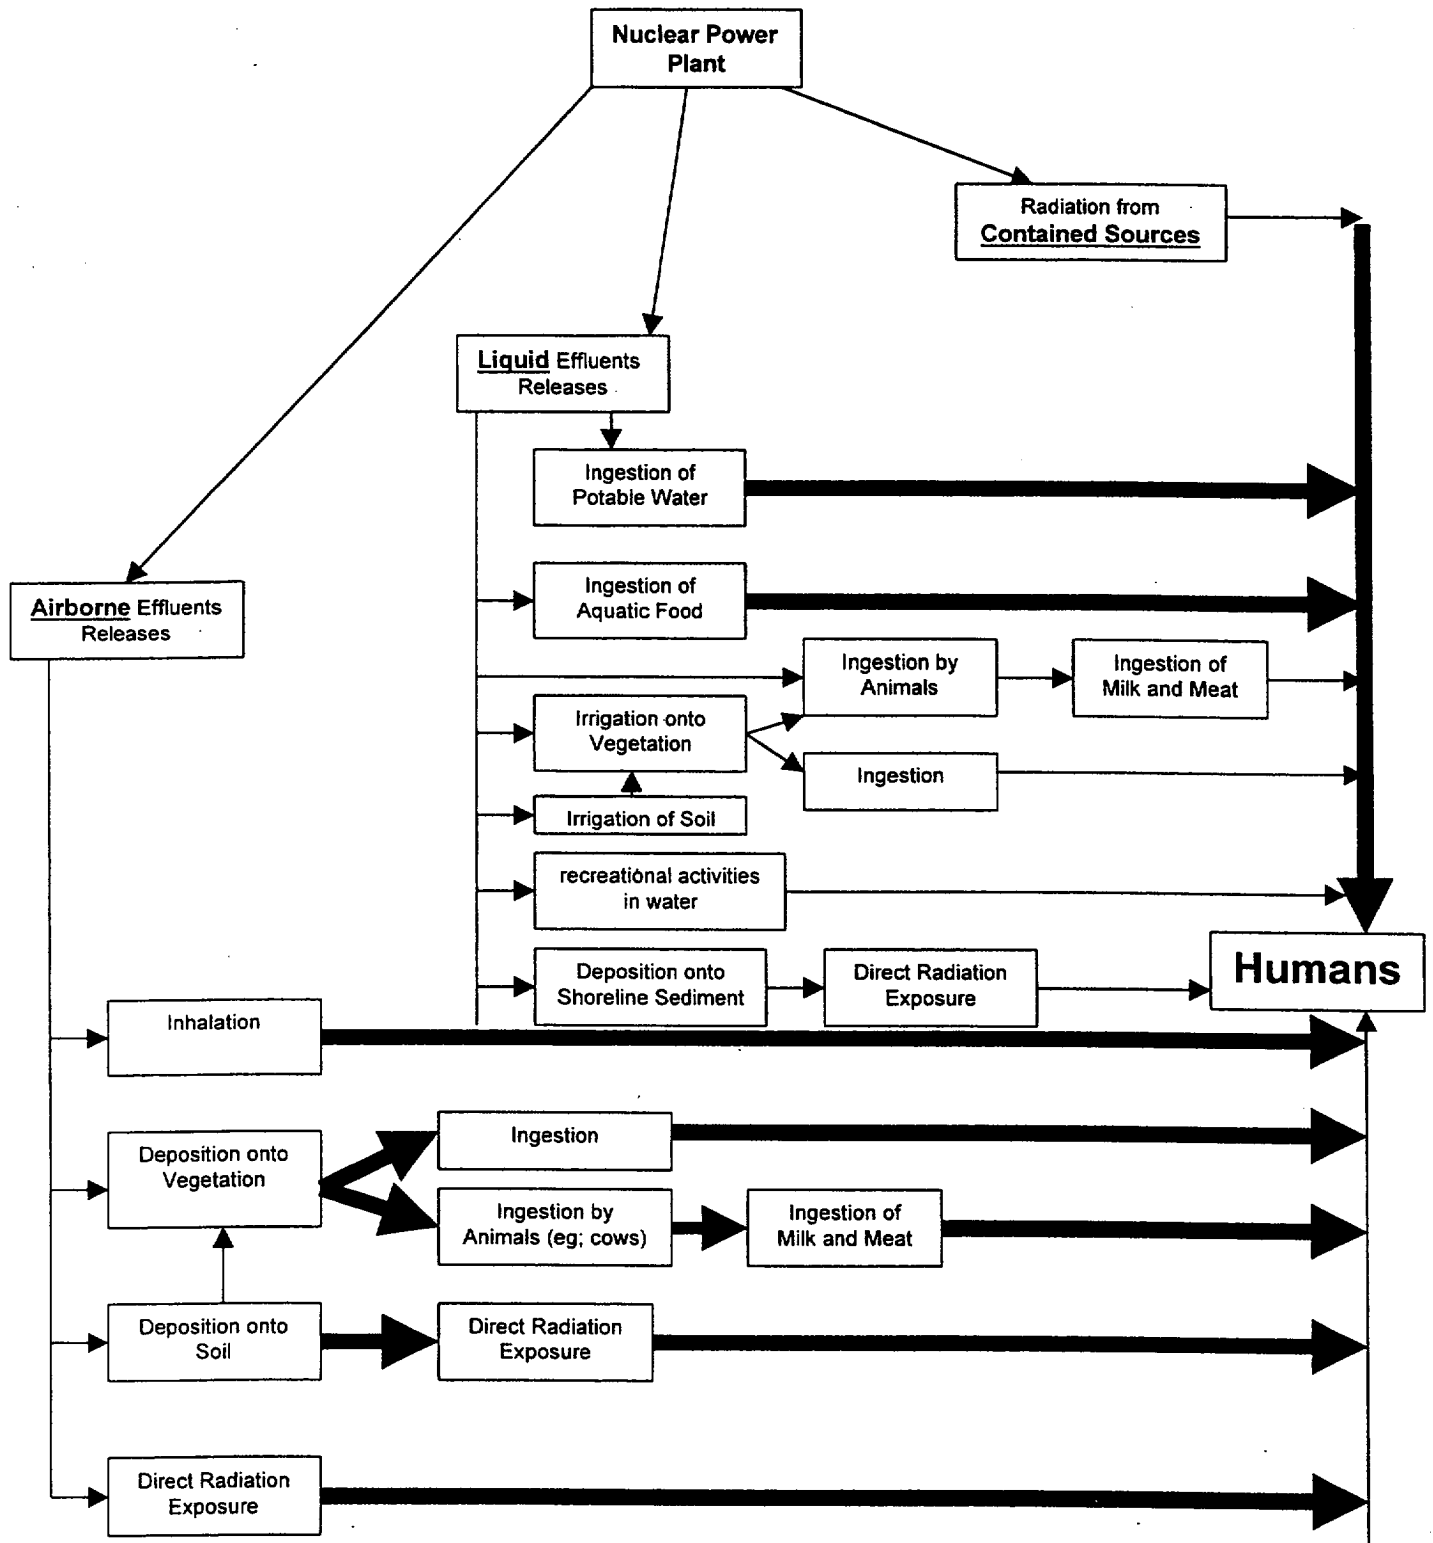 Nuclear Power
Plant
Radiation from
Contained Sources
Liquid Effluents
Releases
Ingestion of
Potable Water
Airborne Effluents
Releases
Ingestion of
Aquatic Food
Ingestion by
Animals
Ingestion of
Milk and Meat
Irrigation onto
Vegetation
Ingestion
Irrigation of Soil
recreational activities
in water
Humans
Deposition onto
Shoreline Sediment
Direct Radiation
Exposure
Inhalation
Deposition onto
Vegetation
Ingestion
Ingestion by
Animals (eg; cows)
Ingestion of
Milk and Meat
Deposition onto
Soil
Direct Radiation
Exposure
Direct Radiation
Exposure